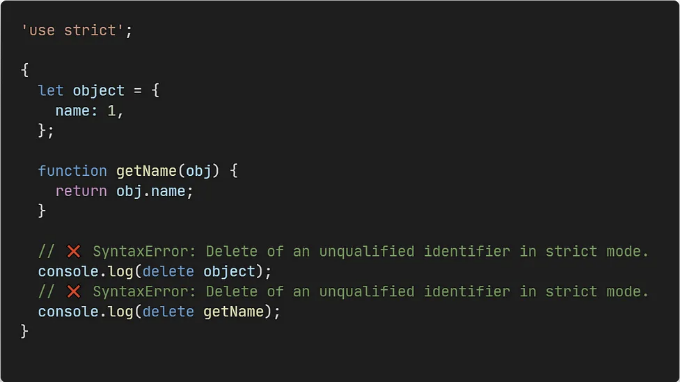 'use strict';
{
  let object = {
    name: 1,
  };
  function getName(obj) {
    return obj.name;
  }
  // ❌ SyntaxError: Delete of an unqualified identifier in strict mode.
  console.log(delete object);
  // ❌ SyntaxError: Delete of an unqualified identifier in strict mode.
  console.log(delete getName);
}